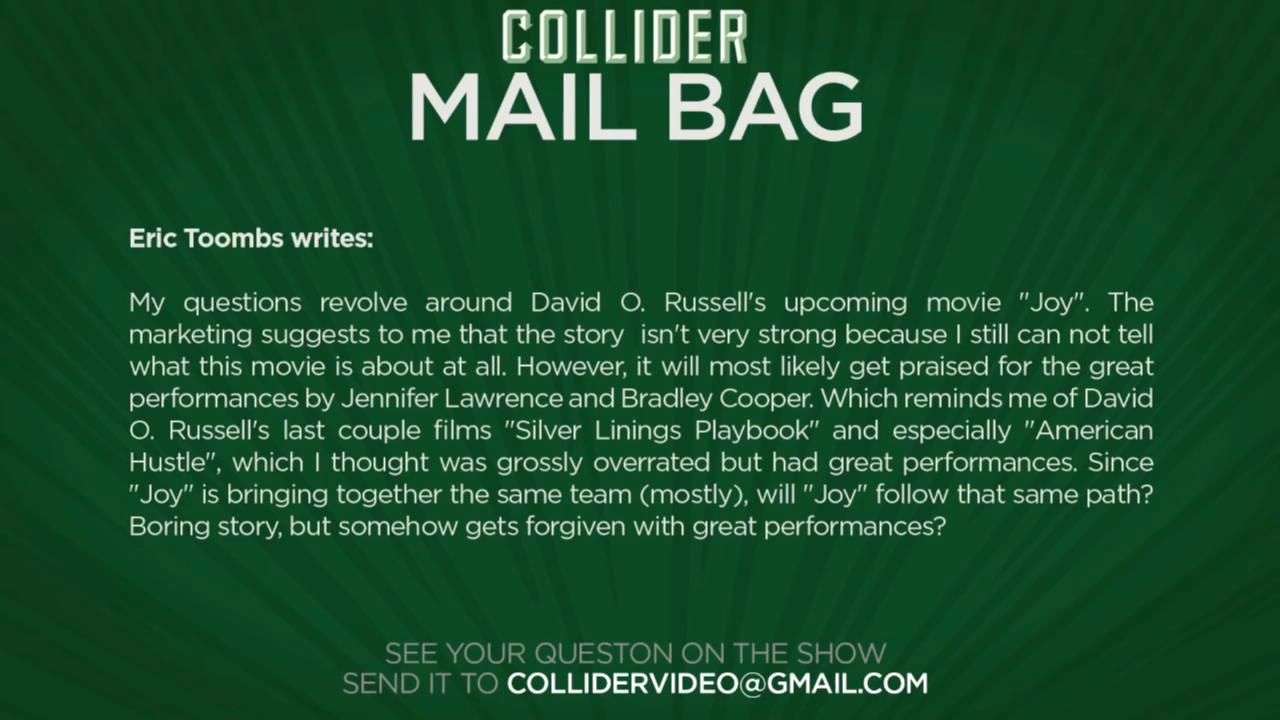 COLLIDER
MAIL BAG
Eric Toombs writes:
My questions revolve around David O. Russell's upcoming movie "Joy". The
marketing suggests to me that the story  isn't very strong because I still can not tell
what this movie is about at all. However, it will most likely get praised for the great
performances by Jennifer Lawrence and Bradley Cooper. Which reminds me of David
O. Russell's last couple films "Silver Linings Playbook" and especially "American
Hustle", which I thought was grossly overrated but had great performances. Since
"Joy" is bringing together the same team (mostly), will "Joy" follow that same path?
Boring story, but somehow gets forgiven with great performances?
SEE YOUR QUESTON ON THE SHOW
SEND IT TO COLLIDERVIDEO@GMAIL.COM